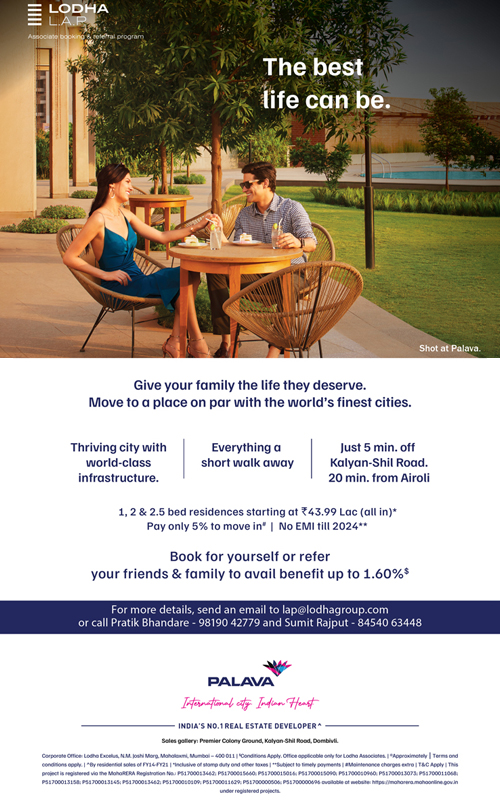 LODHA
L.A.P.
Associate booking & referral program
The best
life can be.
Shot at Palava.
Give your family the life they deserve.
Move to a place on par with the world's finest cities.
Thriving city with
world-class
infrastructure.
Everything a
short walk away
Just 5 min. off
Kalyan-Shil Road.
20 min. from Airoli
1, 2 & 2.5 bed residences starting at ₹43.99 Lac (all in)*
Pay only 5% to move in# | No EMI till 2024**
Book for yourself or refer
your friends & family to avail benefit up to 1.60%$
For more details, send an email to lap@lodhagroup.com
or call Pratik Bhandare - 98190 42779 and Sumit Rajput - 84540 63448
PALAVA
International city. Indian Heart
INDIA'S NO.1 REAL ESTATE DEVELOPER^
Sales gallery: Premier Colony Ground, Kalyan-Shil Road, Dombivli.
Corporate Office: Lodha Excelus, N.M. Joshi Marg, Mahalaxmi, Mumbai – 400 011 | $Conditions Apply. Office applicable only for Lodha Associates. | Approximately | Terms and
conditions apply. | ^By residential sales of FY14-FY21 | *Inclusive of stamp duty and other taxes | **Subject to timely payments | #Maintenance charges extra | T&C Apply | This
project is registered via the MahaRERA Registration No.: P51700013462; P51700013660; P51700015016; P51700015090; P51700010960; P51700013073; P51700011068;
P51700013158; P51700013145; P51700013462; P51700010109; P51700011629; P51700000506; P51700000696 available at website: https://maharera.mahaonline.gov.in
under registered projects.